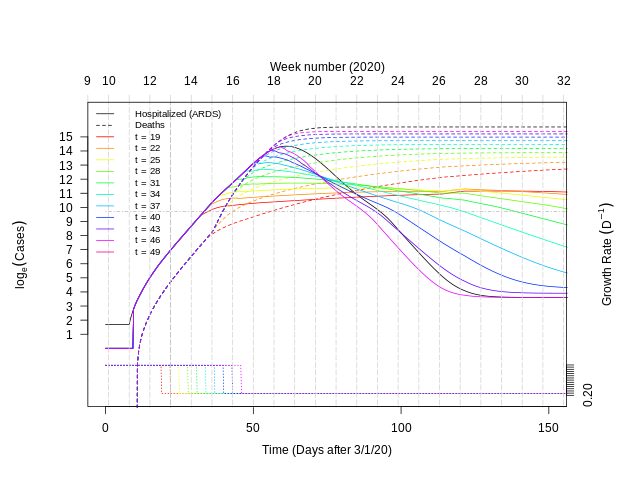 Week number (2020)
9 10 12 14 16 18 20 22 24 26 28 30 32
Hospitalized (ARDS)
Deaths
t = 19
t = 22
t = 25
t = 28
t = 31
t = 34
t = 37
t = 40
t = 43
t = 46
t = 49
15
14
13
12
11
10
9
8
7
6
5
4
3
2
1
logₑ(Cases)
Growth Rate (D⁻¹)
0.20
0 50 100 150
Time (Days after 3/1/20)